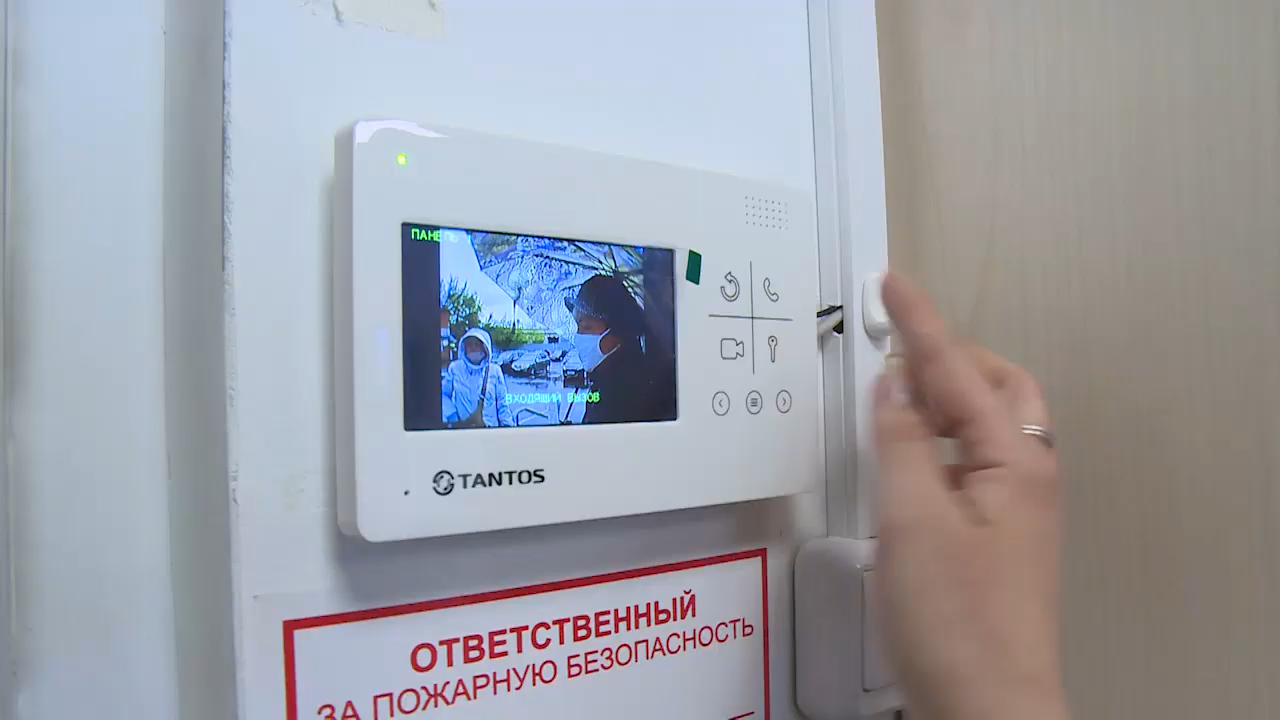 ПАНЕЛЬ
ВХОДЯЩИЙ ВЫЗОВ
TANTOS
ОТВЕТСТВЕННЫЙ
ЗА ПОЖАРНУЮ БЕЗОПАСНОСТЬ